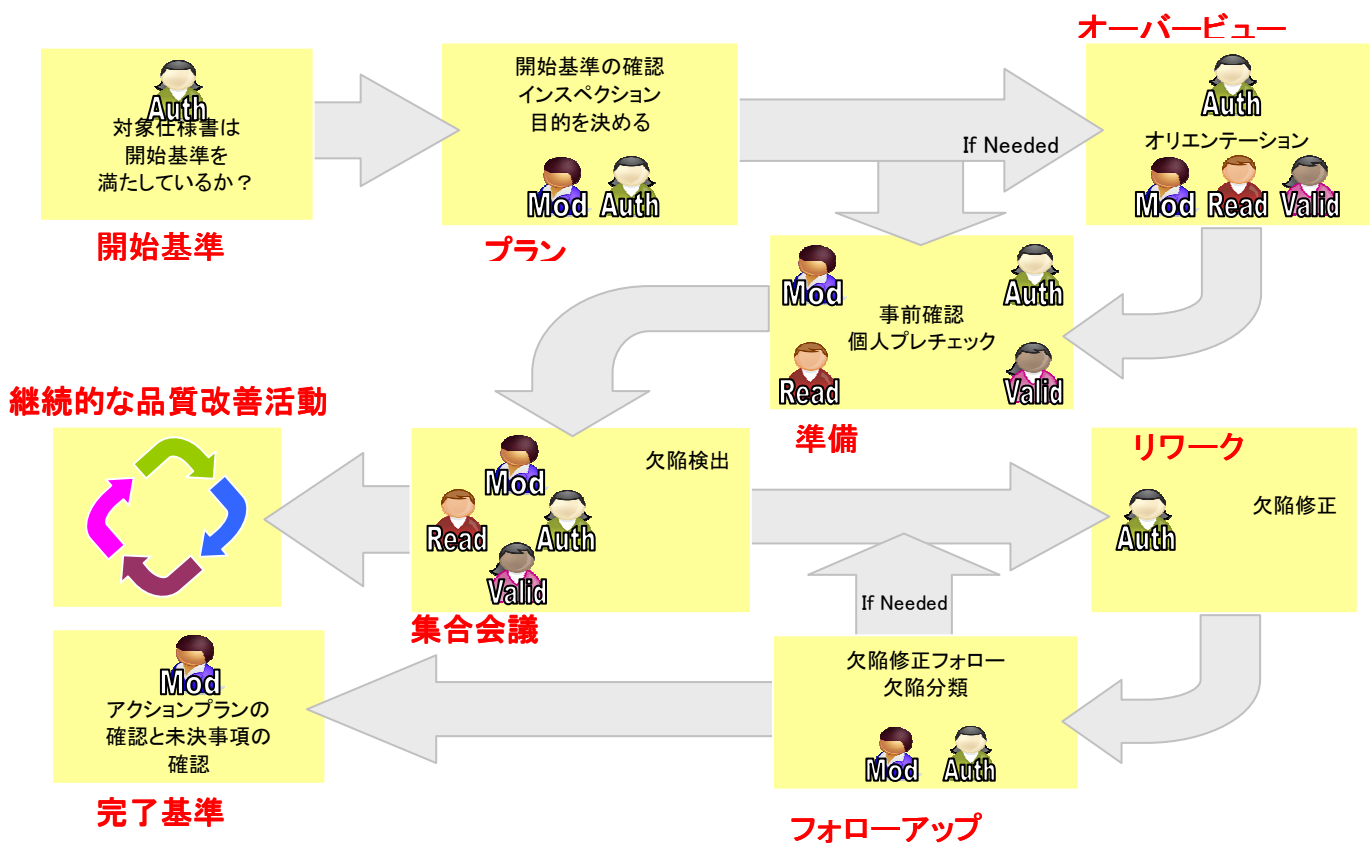 Auth
対象仕様書は
開始基準を
満たしているか？
開始基準
開始基準の確認
インスペクション
目的を決める
Mod Auth
プラン
If Needed
オーバービュー
Auth
オリエンテーション
Mod Read Valid
Mod
Auth
事前確認
個人プレチェック
Read
Valid
準備
継続的な品質改善活動
欠陥検出
Mod
Read
Auth
Valid
集合会議
リワーク
欠陥修正
Auth
If Needed
欠陥修正フォロー
欠陥分類
Mod Auth
フォローアップ
Mod
アクションプランの
確認と未決事項の
確認
完了基準